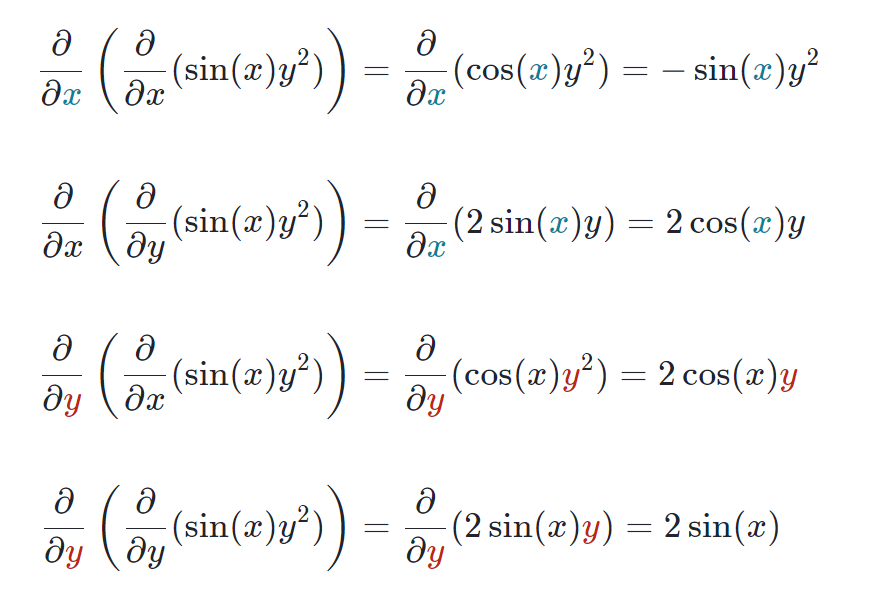 ∂/∂x (∂/∂x (sin(x)y²)) = ∂/∂x (cos(x)y²) = − sin(x)y²
∂/∂x (∂/∂y (sin(x)y²)) = ∂/∂x (2 sin(x)y) = 2 cos(x)y
∂/∂y (∂/∂x (sin(x)y²)) = ∂/∂y (cos(x)y²) = 2 cos(x)y
∂/∂y (∂/∂y (sin(x)y²)) = ∂/∂y (2 sin(x)y) = 2 sin(x)